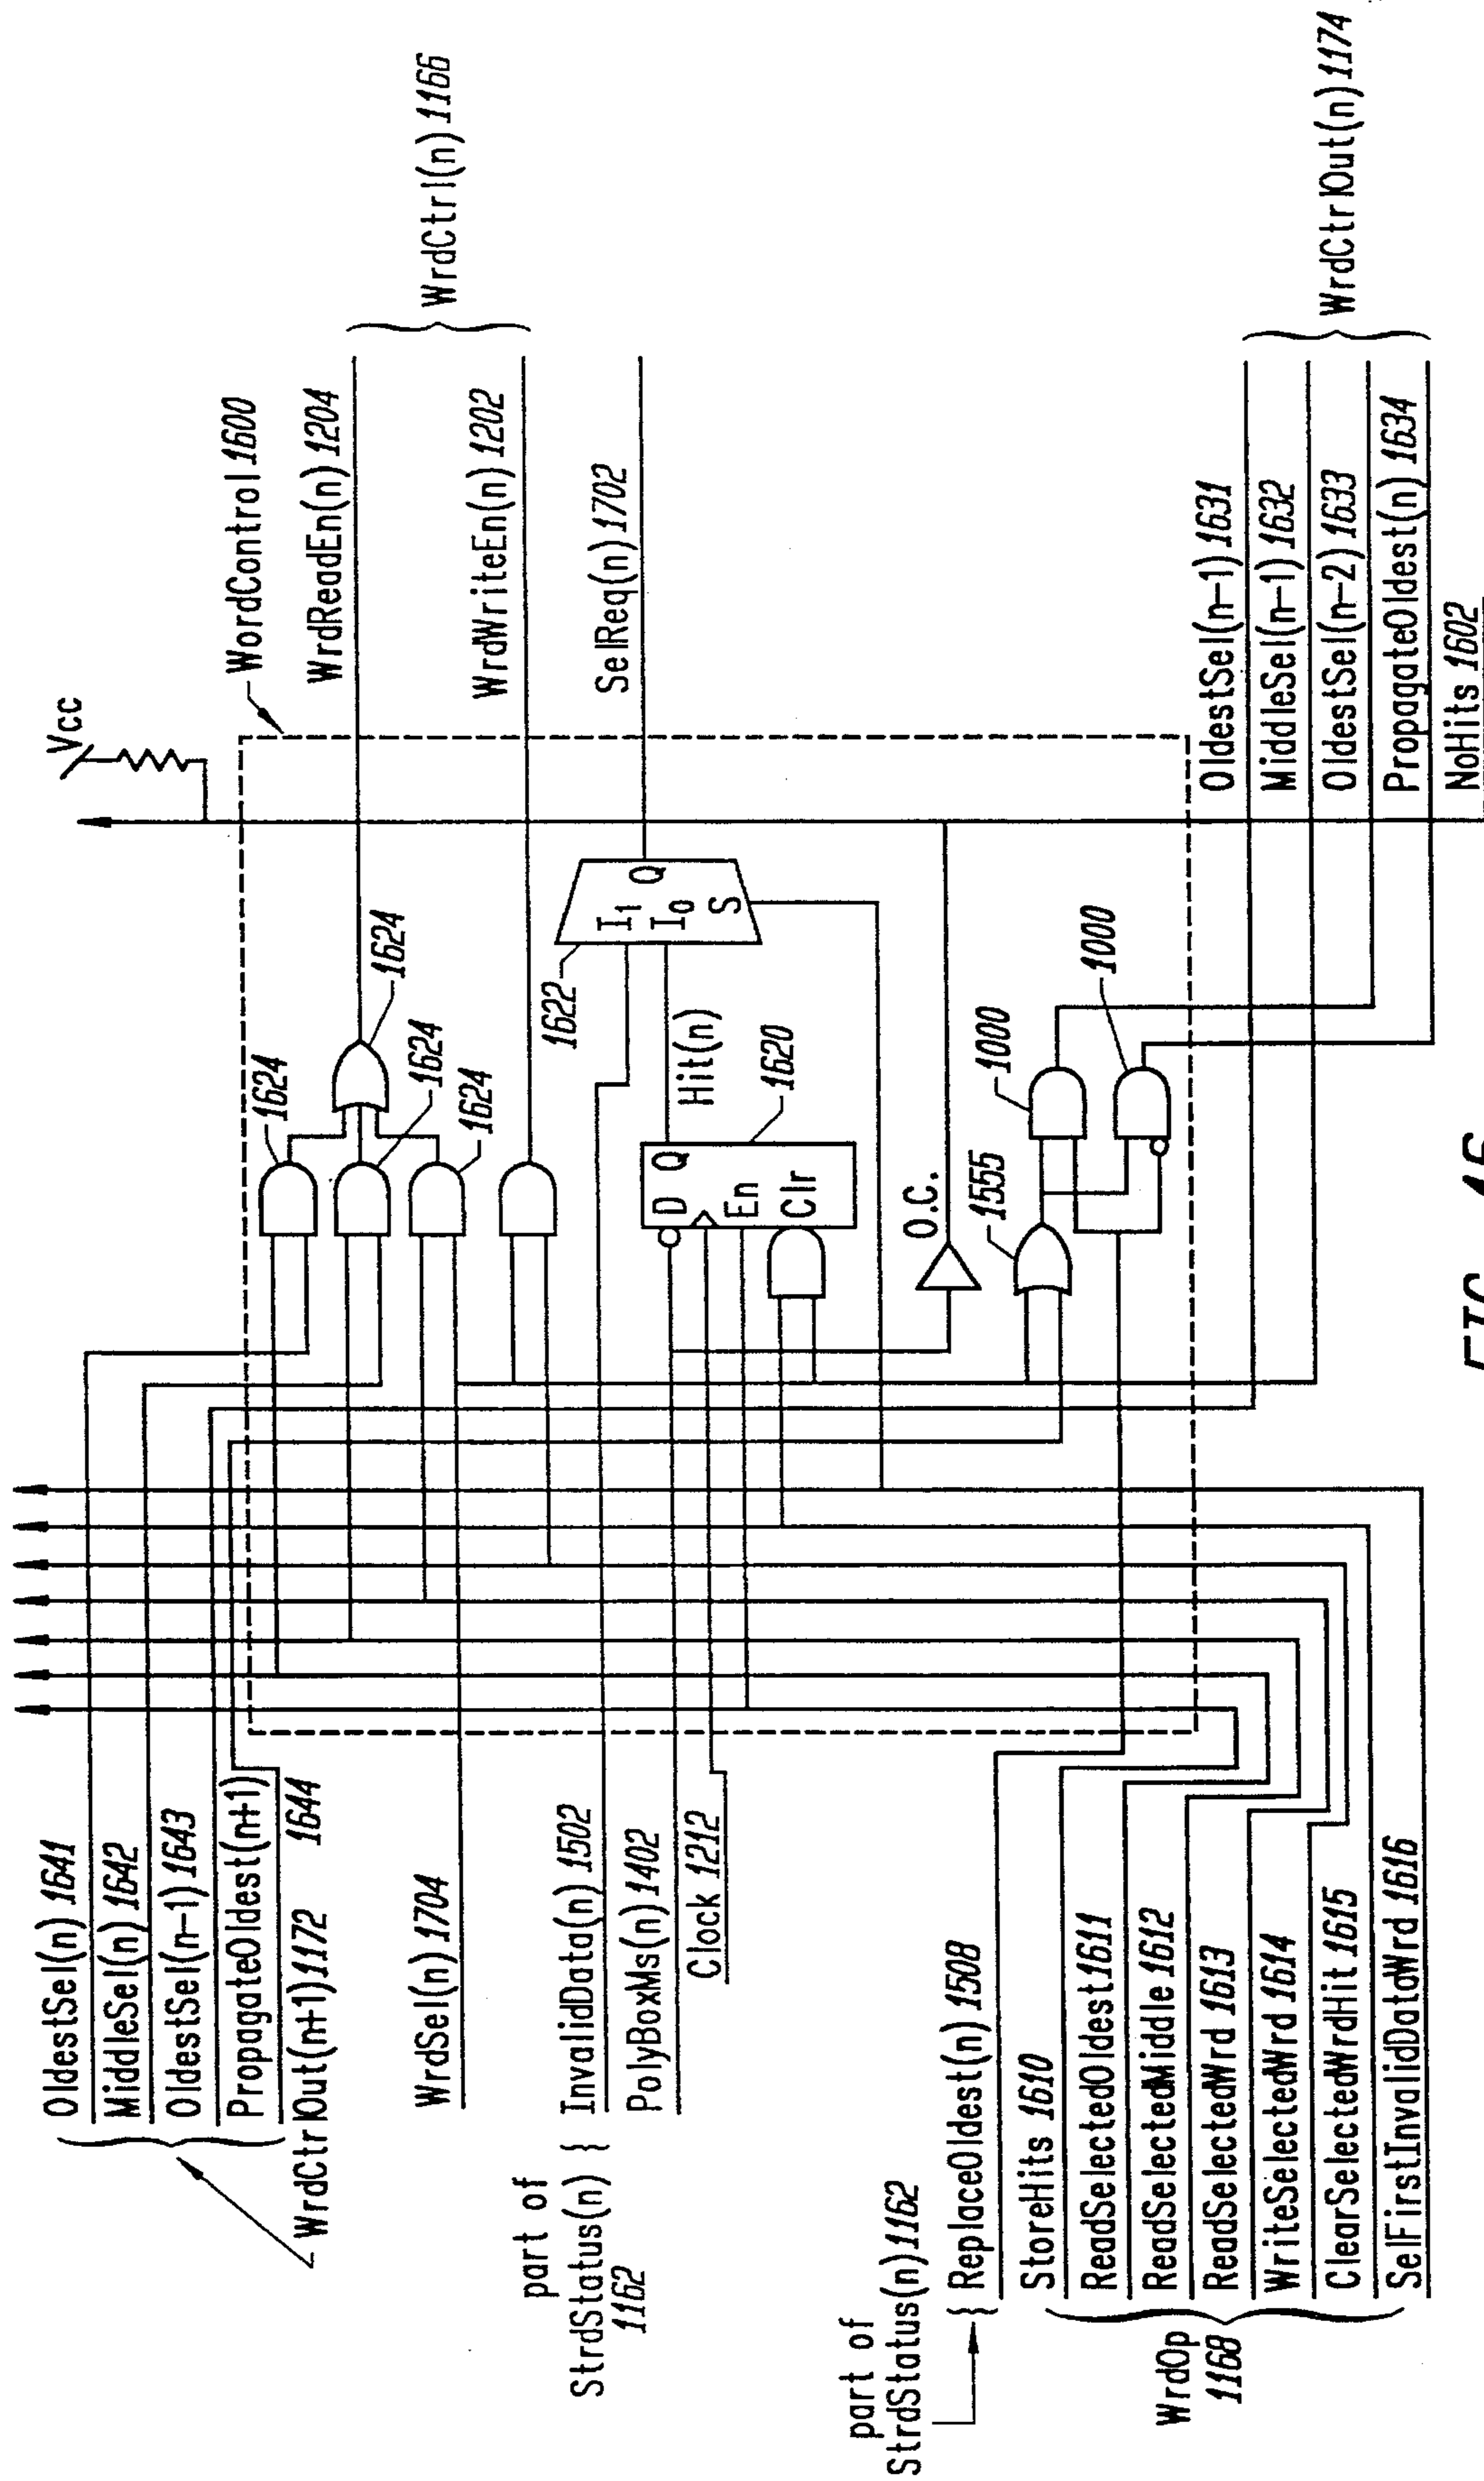 OldestSel(n) 1641
MiddleSel(n) 1642
OldestSel(n-1) 1643
PropagateOldest(n+1)
1644
WrdCtrlOut(n+1) 1172
WrdSel(n) 1704
part of
StrdStatus(n) {
1162
InvalidData(n) 1502
PolyBoxMs(n) 1402
Clock 1212
part of
StrdStatus(n) 1162
{ ReplaceOldest(n) 1508
StoreHits 1610
ReadSelectedOldest 1611
ReadSelectedMiddle 1612
ReadSelectedWrd 1613
WriteSelectedWrd 1614
ClearSelectedWrdHit 1615
SelFirstInvalidDataWrd 1616
WrdOp
1168
Vcc
WordControl 1600
1624
1624
1624
1624
1622
I1
I0
S
Q
Hit(n)
1620
D
Q
En
Clr
O.C.
1555
1000
1000
WrdReadEn(n) 1204
WrdWriteEn(n) 1202
WrdCtrl(n) 1166
SelReq(n) 1702
OldestSel(n-1) 1631
MiddleSel(n-1) 1632
OldestSel(n-2) 1633
PropagateOldest(n) 1634
WrdCtrlOut(n) 1174
NoHits 1602